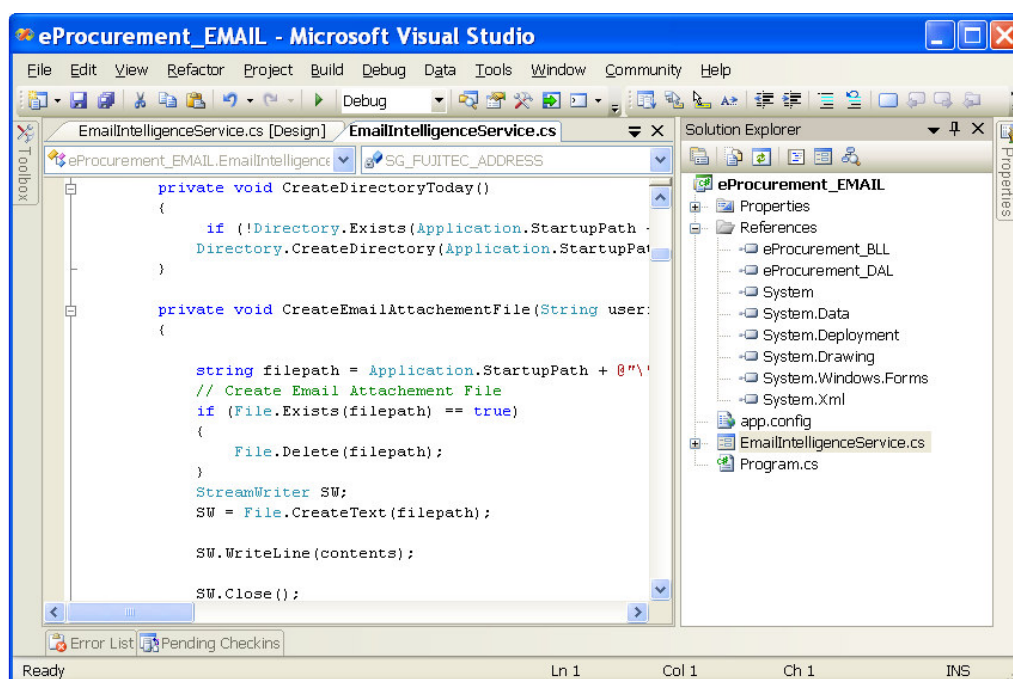 eProcurement_EMAIL - Microsoft Visual Studio
File Edit View Refactor Project Build Debug Data Tools Window Community Help
Debug
EmailIntelligenceService.cs [Design] EmailIntelligenceService.cs
eProcurement_EMAIL.EmailIntelligence SG_FUJITEC_ADDRESS
Toolbox
private void CreateDirectoryToday()
{
if (!Directory.Exists(Application.StartupPath
Directory.CreateDirectory(Application.StartupPat
}
private void CreateEmailAttachementFile(String user
{
string filepath = Application.StartupPath + @"\
// Create Email Attachement File
if (File.Exists(filepath) == true)
{
File.Delete(filepath);
}
StreamWriter SW;
SW = File.CreateText(filepath);
SW.WriteLine(contents);
SW.Close();
Solution Explorer
eProcurement_EMAIL
Properties
References
eProcurement_BLL
eProcurement_DAL
System
System.Data
System.Deployment
System.Drawing
System.Windows.Forms
System.Xml
app.config
EmailIntelligenceService.cs
Program.cs
Properties
Error List Pending Checkins
Ready Ln 1 Col 1 Ch 1 INS